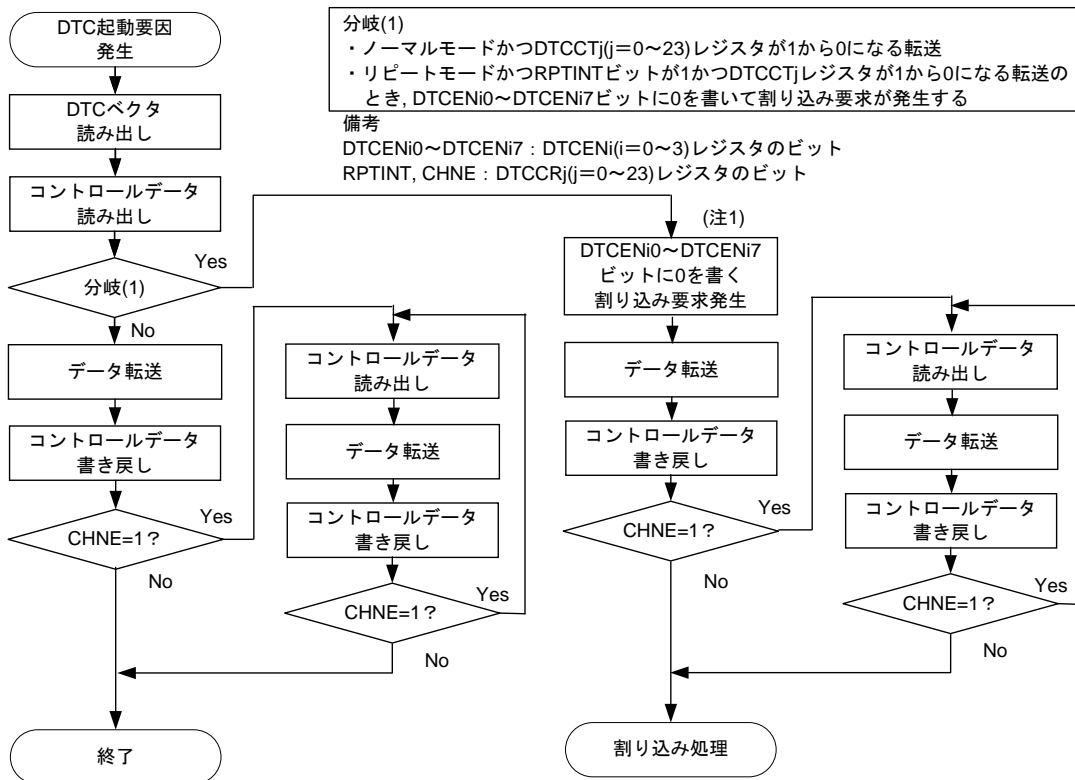 DTC起動要因
発生
DTCベクタ
読み出し
コントロールデータ
読み出し
分岐(1)
Yes
No
データ転送
コントロールデータ
書き戻し
CHNE=1？
Yes
No
終了
コントロールデータ
読み出し
データ転送
コントロールデータ
書き戻し
CHNE=1？
Yes
No
分岐(1)
・ノーマルモードかつDTCCTj(j＝0～23)レジスタが1から0になる転送
・リピートモードかつRPTINTビットが1かつDTCCTjレジスタが1から0になる転送の
とき, DTCENi0～DTCENi7ビットに0を書いて割り込み要求が発生する
備考
DTCENi0～DTCENi7：DTCENi(i＝0～3)レジスタのビット
RPTINT, CHNE：DTCCRj(j＝0～23)レジスタのビット
(注1)
DTCENi0～DTCENi7
ビットに0を書く
割り込み要求発生
データ転送
コントロールデータ
書き戻し
CHNE=1？
Yes
No
割り込み処理
コントロールデータ
読み出し
データ転送
コントロールデータ
書き戻し
CHNE=1？
Yes
No